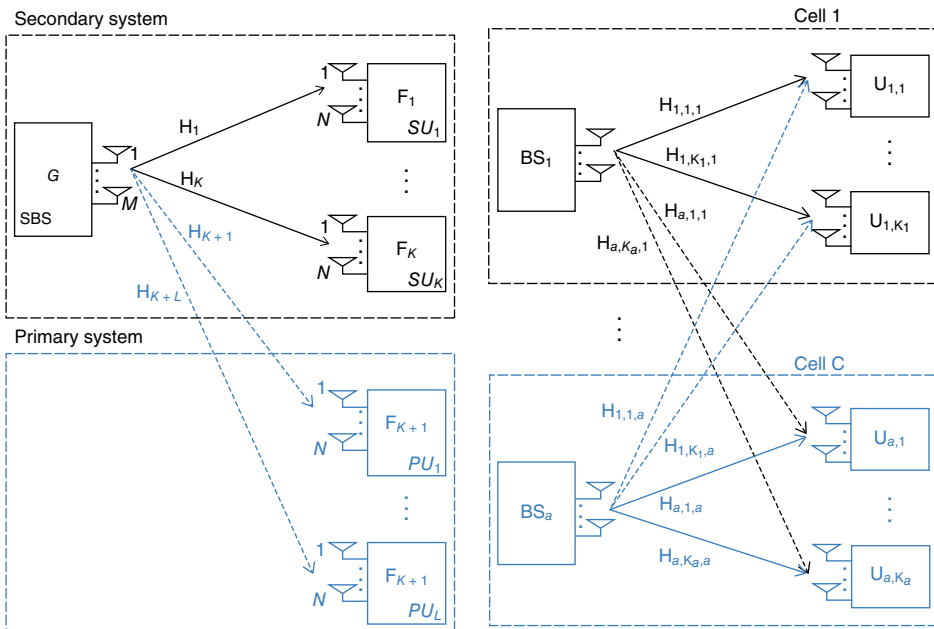 Secondary system
G
SBS
1
M
H1
HK
HK + 1
HK + L
1
N
F1
SU1
1
N
FK
SUK
Primary system
1
N
FK + 1
PU1
1
N
FK + 1
PUL
Cell 1
BS1
H1,1,1
H1,K1,1
Ha,1,1
Ha,Ka,1
U1,1
U1,K1
Cell C
BSa
H1,1,a
H1,K1,a
Ha,1,a
Ha,Ka,a
Ua,1
Ua,Ka